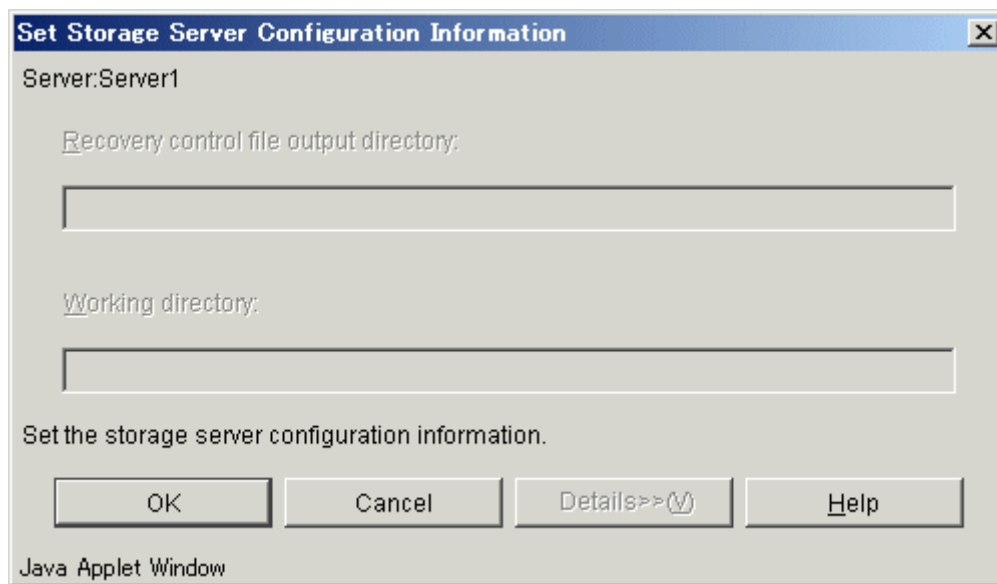 Set Storage Server Configuration Information
Server:Server1
Recovery control file output directory:
Working directory:
Set the storage server configuration information.
OK Cancel Details>>(V) Help
Java Applet Window